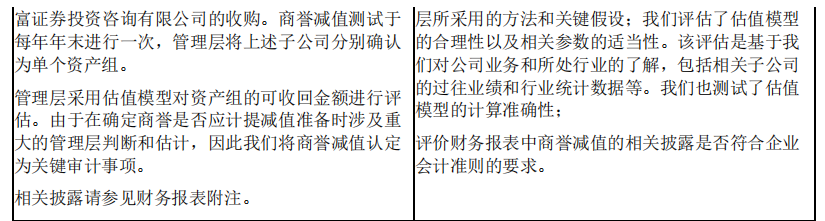 富证券投资咨询有限公司的收购。商誉减值测试于
每年年末进行一次，管理层将上述子公司分别确认
为单个资产组。
管理层采用估值模型对资产组的可收回金额进行评
估。由于在确定商誉是否应计提减值准备时涉及重
大的管理层判断和估计，因此我们将商誉减值认定
为关键审计事项。
相关披露请参见财务报表附注。
层所采用的方法和关键假设；我们评估了估值模型
的合理性以及相关参数的适当性。该评估是基于我
们对公司业务和所处行业的了解，包括相关子公司
的过往业绩和行业统计数据等。我们也测试了估值
模型的计算准确性；
评价财务报表中商誉减值的相关披露是否符合企业
会计准则的要求。